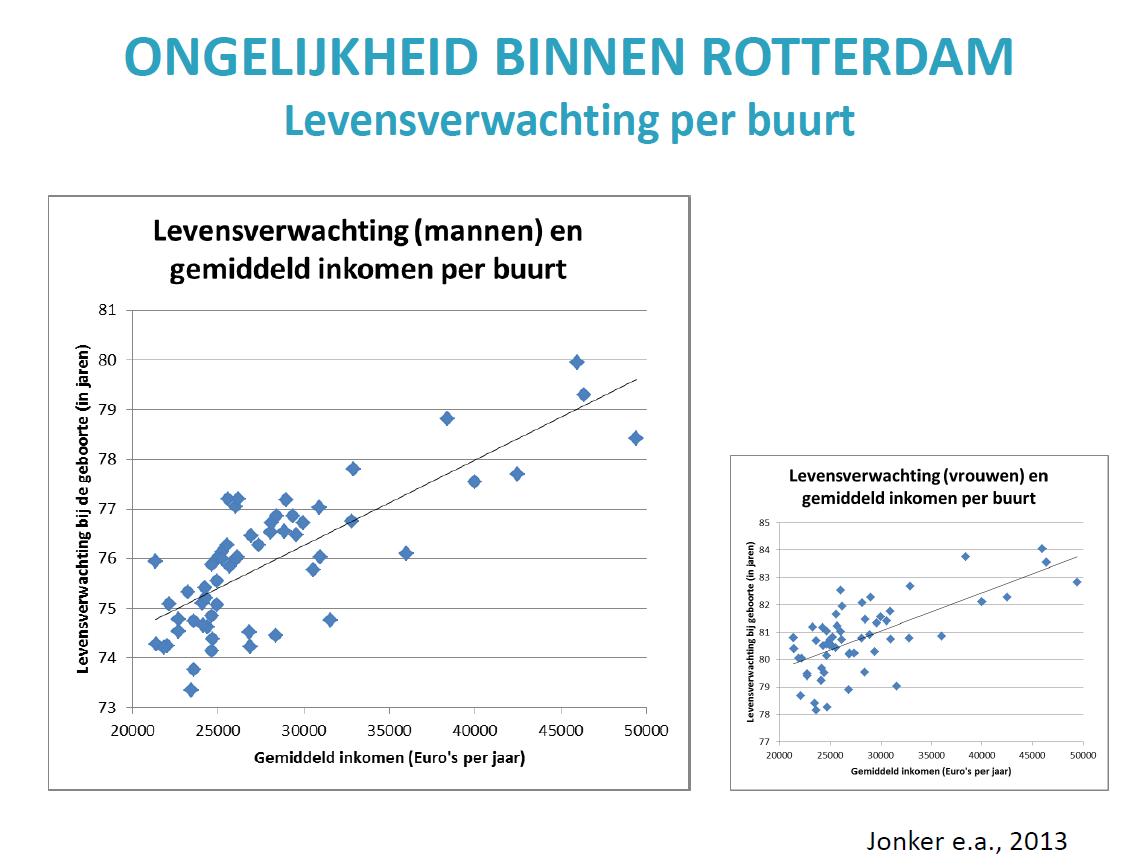 ONGELIJKHEID BINNEN ROTTERDAM
Levensverwachting per buurt
Levensverwachting (mannen) en
gemiddeld inkomen per buurt
Levensverwachting bij de geboorte (in jaren)
81
80
79
78
77
76
75
74
73
20000 25000 30000 35000 40000 45000 50000
Gemiddeld inkomen (Euro's per jaar)
Levensverwachting (vrouwen) en
gemiddeld inkomen per buurt
Levensverwachting bij geboorte (in jaren)
85
84
83
82
81
80
79
78
77
20000 25000 30000 35000 40000 45000 50000
Gemiddeld inkomen (Euro's per jaar)
Jonker e.a., 2013